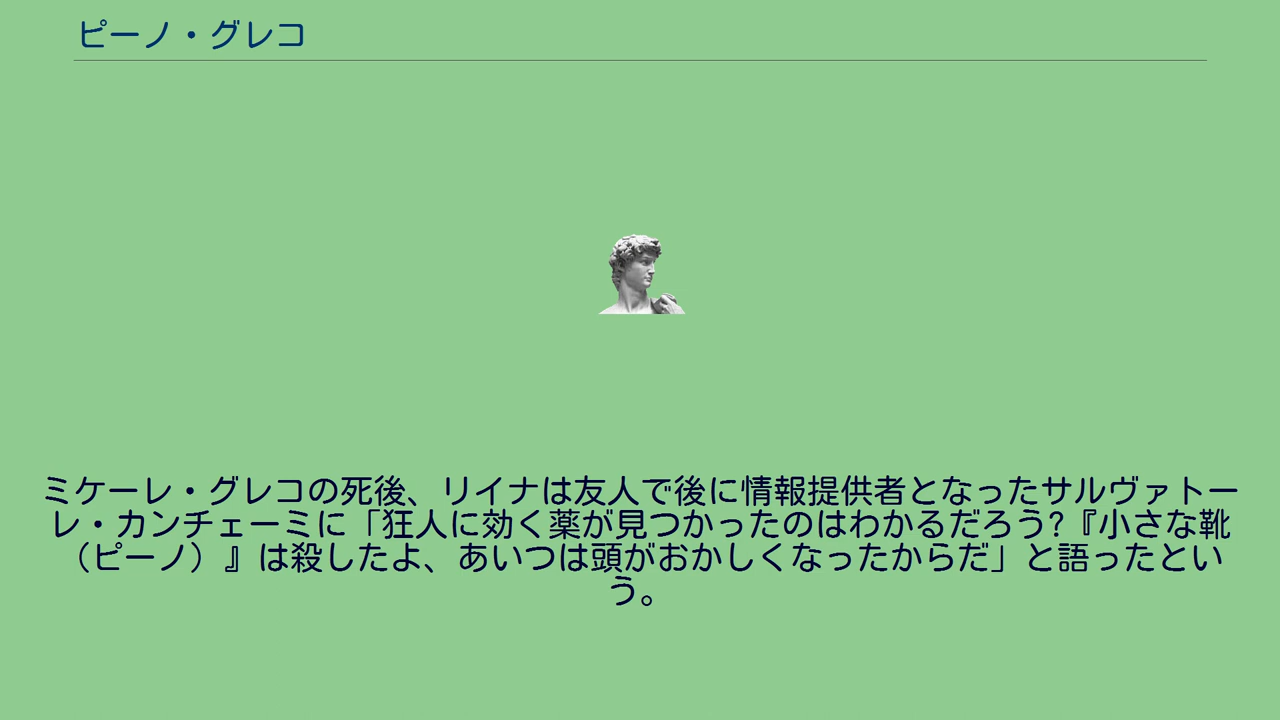 ピーノ・グレコ
ミケーレ・グレコの死後、リイナは友人で後に情報提供者となったサルヴァトー
レ・カンチェーミに「狂人に効く薬が見つかったのはわかるだろう?『小さな靴
（ピーノ）』は殺したよ、あいつは頭がおかしくなったからだ」と語ったとい
う。